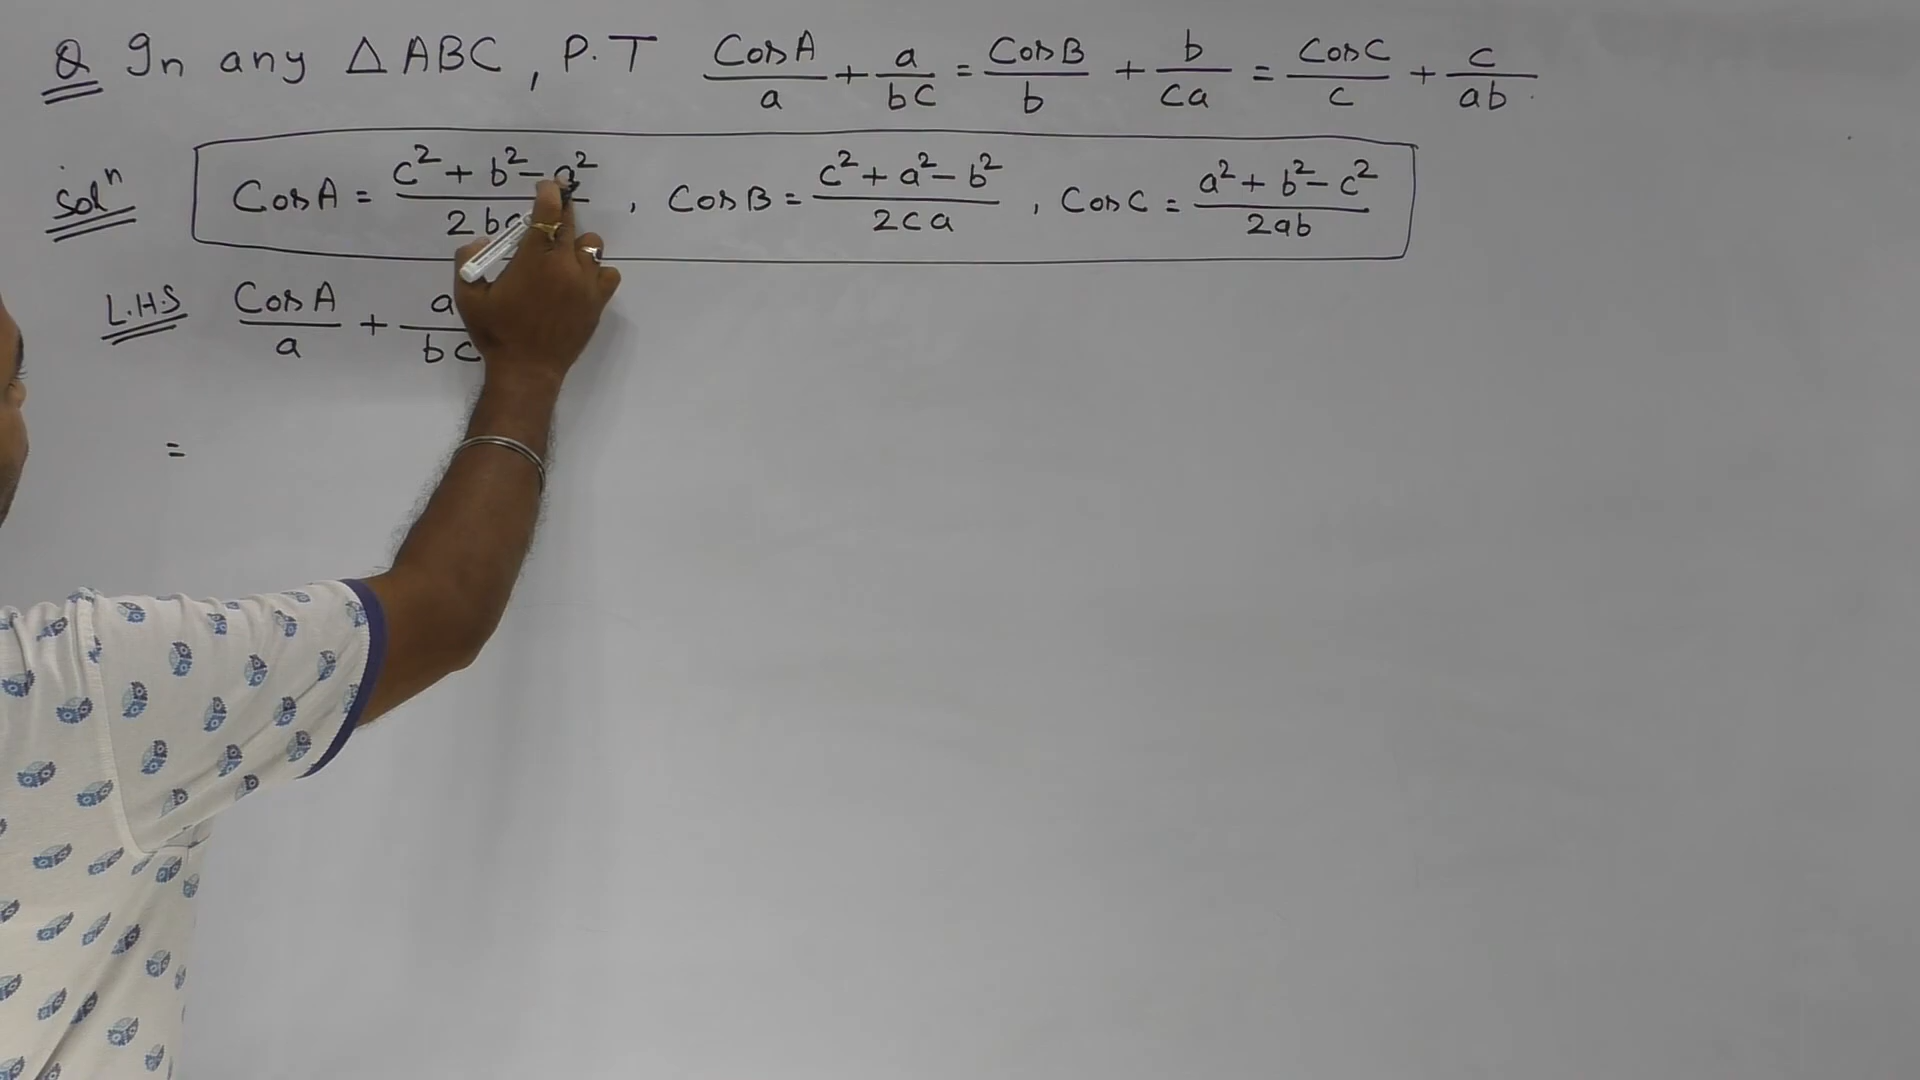 Q In any △ABC, P.T CosA/a + a/bc = CosB/b + b/ca = CosC/c + c/ab.
Solⁿ CosA = c²+b²-a²/2bc, CosB = c²+a²-b²/2ca, CosC = a²+b²-c²/2ab
L.H.S CosA/a + a/bc
=